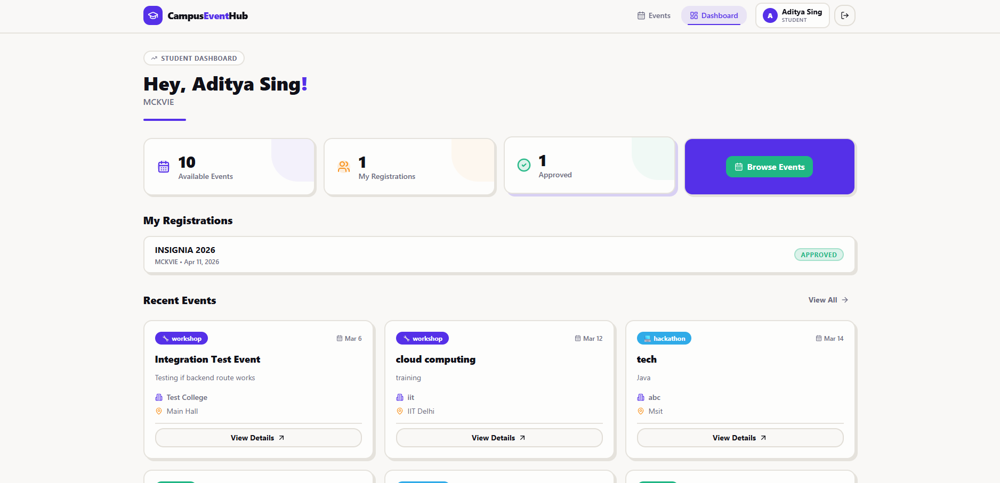 CampusEventHub
Events
Dashboard
A
Aditya Sing
STUDENT
STUDENT DASHBOARD
Hey, Aditya Sing!
MCKVIE
10
Available Events
1
My Registrations
1
Approved
Browse Events
My Registrations
INSIGNIA 2026
MCKVIE • Apr 11, 2026
APPROVED
Recent Events
View All
workshop
Mar 6
Integration Test Event
Testing if backend route works
Test College
Main Hall
View Details
workshop
Mar 12
cloud computing
training
iit
IIT Delhi
View Details
hackathon
Mar 14
tech
Java
abc
Msit
View Details